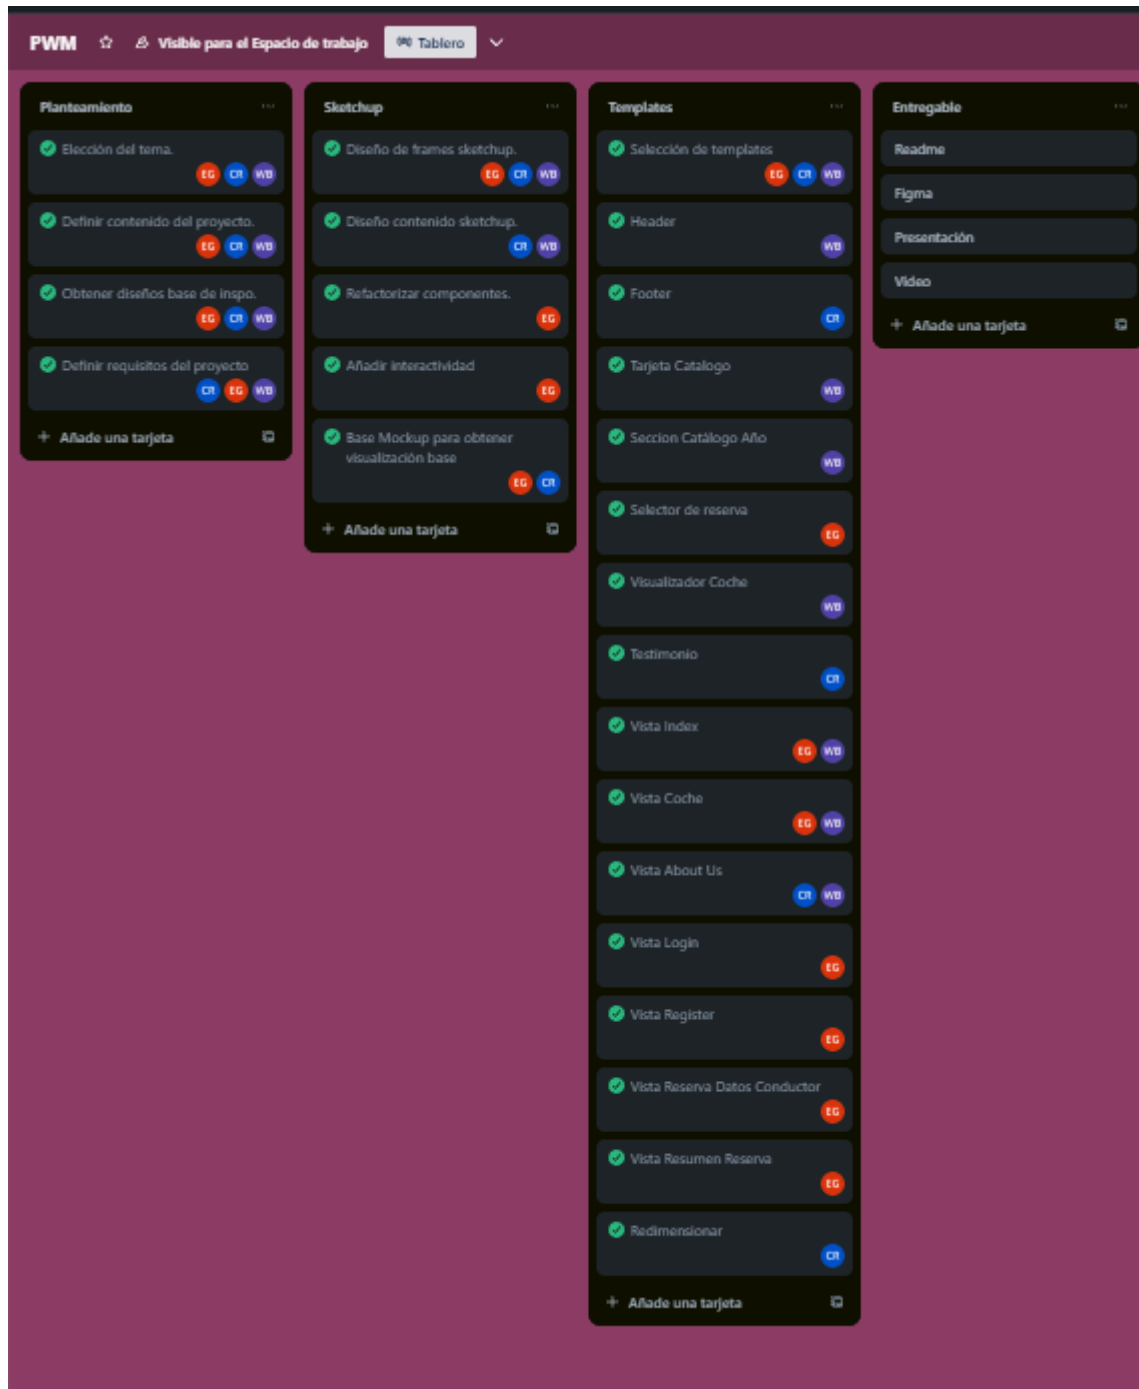 PWM Visible para el Espacio de trabajo Tablero
Planteamiento
Elección del tema.
EG CR WB
Definir contenido del proyecto.
EG CR WB
Obtener diseños base de inspo.
EG CR WB
Definir requisitos del proyecto
CR EG WB
+ Añade una tarjeta
Sketchup
Diseño de frames sketchup.
EG CR WB
Diseño contenido sketchup.
CR WB
Refactorizar componentes.
EG
Añadir interactividad
EG
Base Mockup para obtener
visualización base
EG CR
+ Añade una tarjeta
Templates
Selección de templates
EG CR WB
Header
WB
Footer
CR
Tarjeta Catalogo
WB
Seccion Catálogo Año
WB
Selector de reserva
EG
Visualizador Coche
WB
Testimonio
CR
Vista Index
EG WB
Vista Coche
EG WB
Vista About Us
CR WB
Vista Login
EG
Vista Register
EG
Vista Reserva Datos Conductor
EG
Vista Resumen Reserva
EG
Redimensionar
CR
+ Añade una tarjeta
Entregable
Readme
Figma
Presentación
Video
+ Añade una tarjeta